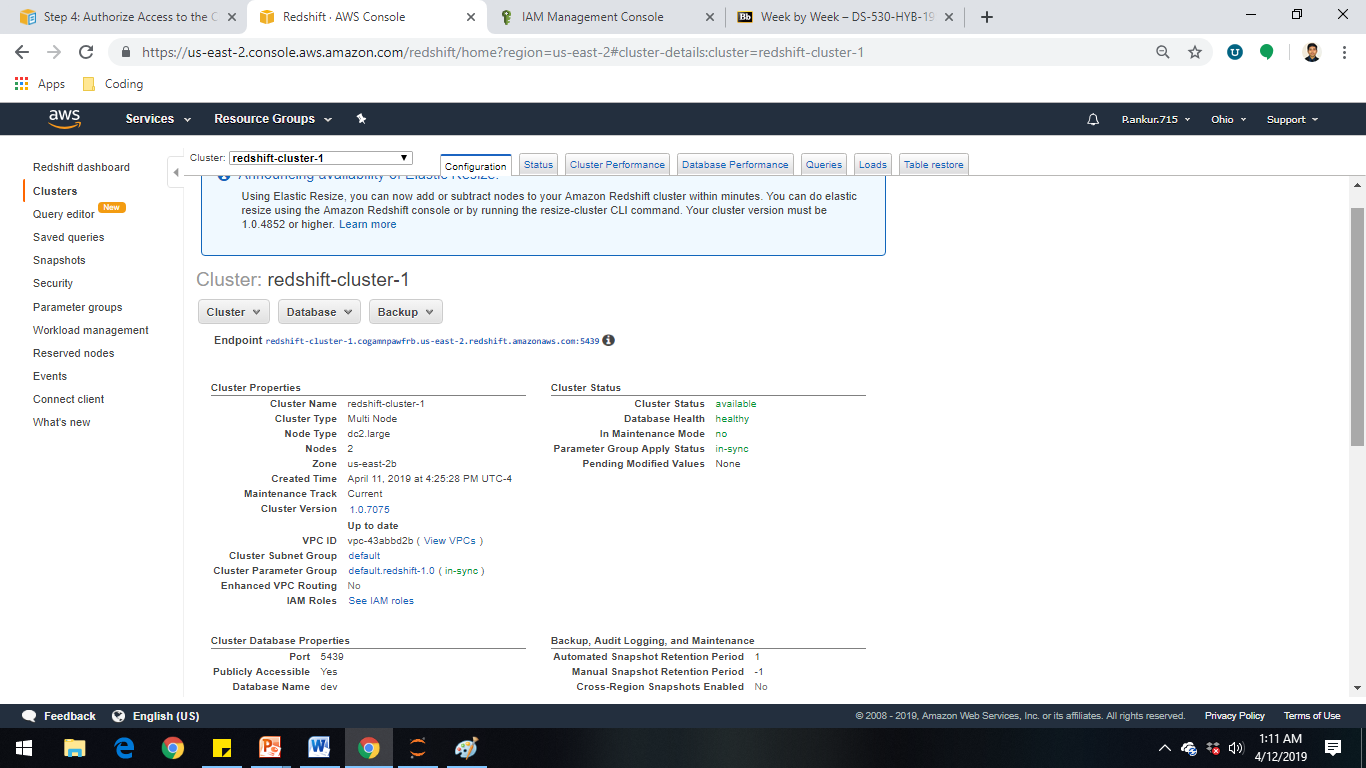 Step 4: Authorize Access to the C
Redshift · AWS Console
IAM Management Console
Week by Week – DS-530-HYB-19
https://us-east-2.console.aws.amazon.com/redshift/home?region=us-east-2#cluster-details:cluster=redshift-cluster-1
Apps Coding
aws Services Resource Groups P.ankur.715 Ohio Support
Redshift dashboard
Clusters
Query editor New
Saved queries
Snapshots
Security
Parameter groups
Workload management
Reserved nodes
Events
Connect client
What's new
Cluster: redshift-cluster-1
Configuration Status Cluster Performance Database Performance Queries Loads Table restore
Announcing availability of Elastic Resize.
Using Elastic Resize, you can now add or subtract nodes to your Amazon Redshift cluster within minutes. You can do elastic
resize using the Amazon Redshift console or by running the resize-cluster CLI command. Your cluster version must be
1.0.4852 or higher. Learn more
Cluster: redshift-cluster-1
Cluster Database Backup
Endpoint redshift-cluster-1.cogamnpawfrb.us-east-2.redshift.amazonaws.com:5439
Cluster Properties
Cluster Name redshift-cluster-1
Cluster Type Multi Node
Node Type dc2.large
Nodes 2
Zone us-east-2b
Created Time April 11, 2019 at 4:25:28 PM UTC-4
Maintenance Track Current
Cluster Version 1.0.7075
Up to date
VPC ID vpc-43abbd2b ( View VPCs )
Cluster Subnet Group default
Cluster Parameter Group default.redshift-1.0 ( in-sync )
Enhanced VPC Routing No
IAM Roles See IAM roles
Cluster Status
Cluster Status available
Database Health healthy
In Maintenance Mode no
Parameter Group Apply Status in-sync
Pending Modified Values None
Cluster Database Properties
Port 5439
Publicly Accessible Yes
Database Name dev
Backup, Audit Logging, and Maintenance
Automated Snapshot Retention Period 1
Manual Snapshot Retention Period -1
Cross-Region Snapshots Enabled No
Feedback English (US) © 2008 - 2019, Amazon Web Services, Inc. or its affiliates. All rights reserved. Privacy Policy Terms of Use
1:11 AM
4/12/2019